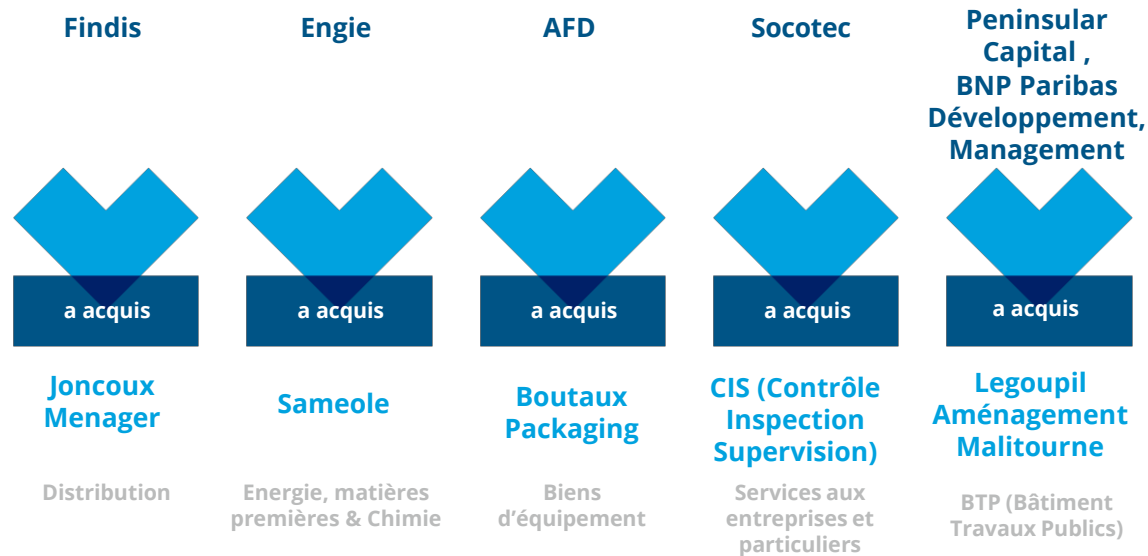 Findis
Engie
AFD
Socotec
Peninsular
Capital ,
BNP Paribas
Développement,
Management
a acquis
a acquis
a acquis
a acquis
a acquis
Joncoux
Menager
Sameole
Boutaux
Packaging
CIS (Contrôle
Inspection
Supervision)
Legoupil
Aménagement
Malitourne
Distribution
Energie, matières
premières & Chimie
Biens
d’équipement
Services aux
entreprises et
particuliers
BTP (Bâtiment
Travaux Publics)